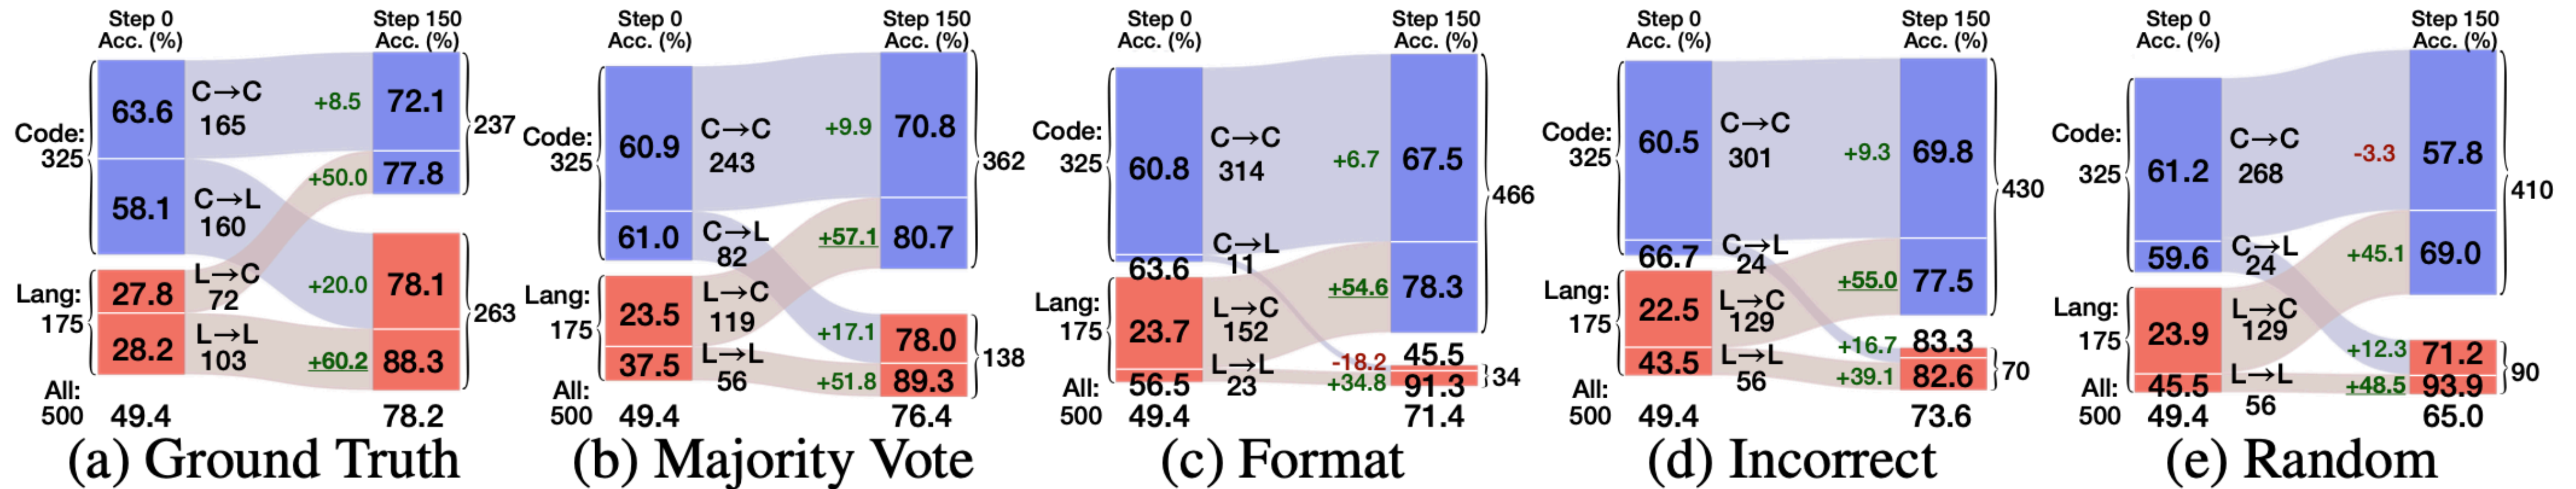 Step 0
Acc. (%)
Step 150
Acc. (%)
Code:
325
63.6
C→C
165
+8.5
72.1
237
58.1
C→L
160
+50.0
77.8
Lang:
175
27.8
L→C
72
+20.0
78.1
263
28.2
L→L
103
+60.2
88.3
All:
500
49.4
78.2
(a) Ground Truth
Step 0
Acc. (%)
Step 150
Acc. (%)
Code:
325
60.9
C→C
243
+9.9
70.8
362
61.0
C→L
82
+57.1
80.7
Lang:
175
23.5
L→C
119
+17.1
78.0
138
37.5
L→L
56
+51.8
89.3
All:
500
49.4
76.4
(b) Majority Vote
Step 0
Acc. (%)
Step 150
Acc. (%)
Code:
325
60.8
C→C
314
+6.7
67.5
466
63.6
C→L
11
+54.6
78.3
Lang:
175
23.7
L→C
152
-18.2
45.5
34
56.5
L→L
23
+34.8
91.3
All:
500
49.4
71.4
(c) Format
Step 0
Acc. (%)
Step 150
Acc. (%)
Code:
325
60.5
C→C
301
+9.3
69.8
430
66.7
C→L
24
+55.0
77.5
Lang:
175
22.5
L→C
129
+16.7
83.3
70
43.5
L→L
56
+39.1
82.6
All:
500
49.4
73.6
(d) Incorrect
Step 0
Acc. (%)
Step 150
Acc. (%)
Code:
325
61.2
C→C
268
-3.3
57.8
410
59.6
C→L
24
+45.1
69.0
Lang:
175
23.9
L→C
129
+12.3
71.2
90
45.5
L→L
56
+48.5
93.9
All:
500
49.4
65.0
(e) Random